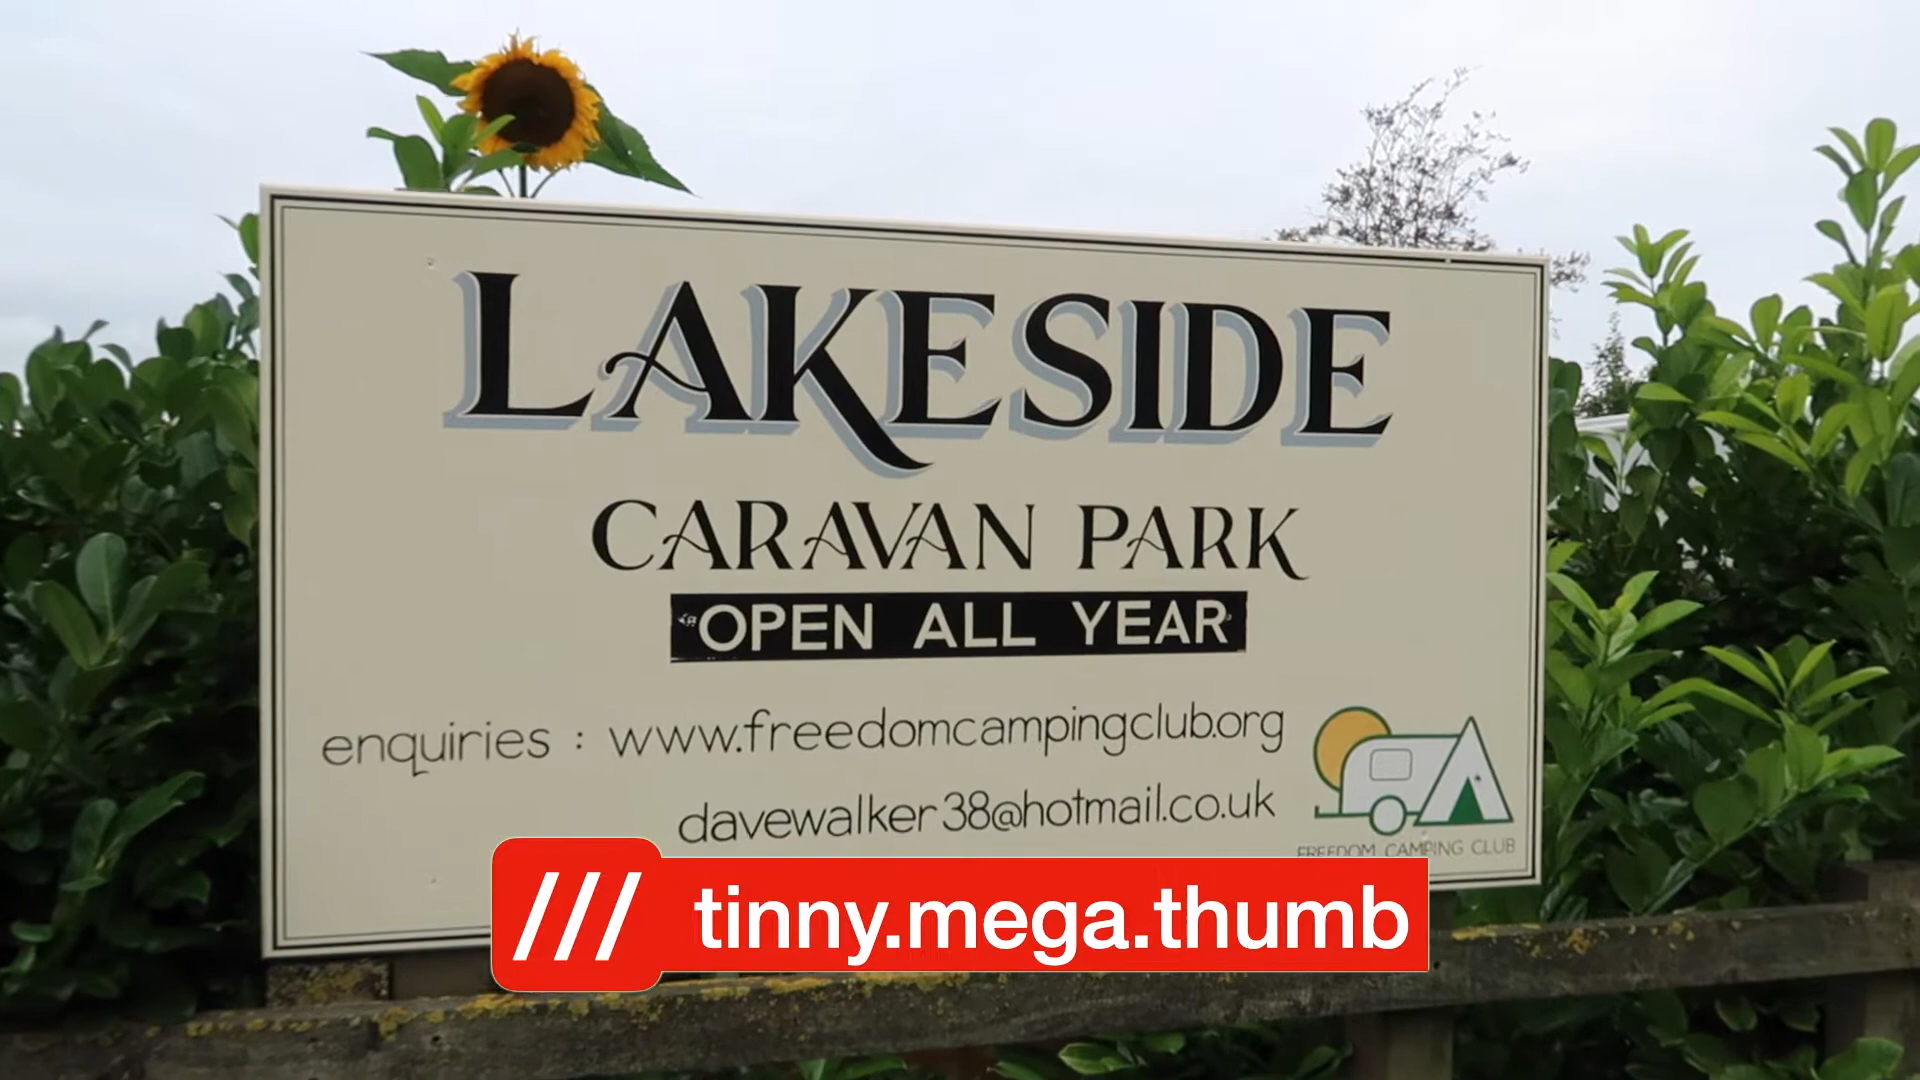 LAKESIDE
CARAVAN PARK
OPEN ALL YEAR
enquiries : www.freedomcampingclub.org
davewalker38@hotmail.co.uk
FREEDOM CAMPING CLUB
/// tinny.mega.thumb